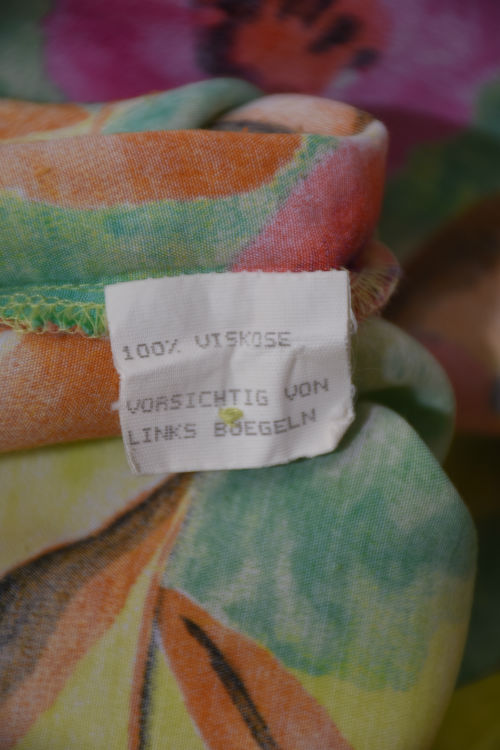 100% VISKOSE
VORSICHTIG VON
LINKS BUEGELN